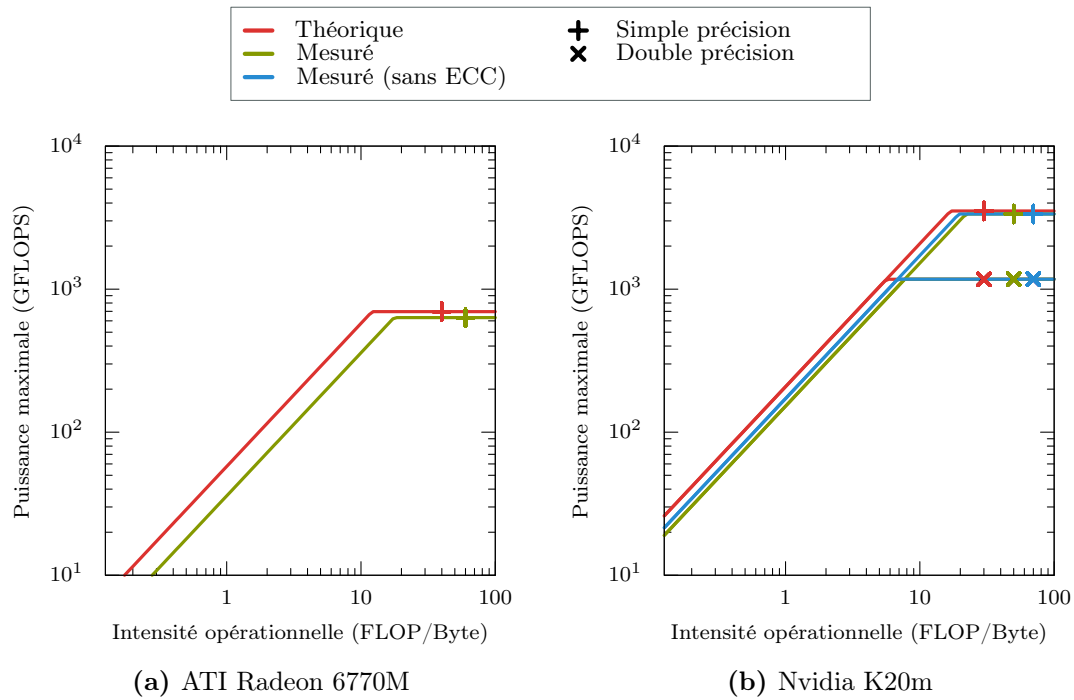 Théorique
Mesuré
Mesuré (sans ECC)
Simple précision
Double précision
10^4
10^3
10^2
10^1
Puissance maximale (GFLOPS)
1 10 100
Intensité opérationnelle (FLOP/Byte)
(a) ATI Radeon 6770M
10^4
10^3
10^2
10^1
Puissance maximale (GFLOPS)
1 10 100
Intensité opérationnelle (FLOP/Byte)
(b) Nvidia K20m